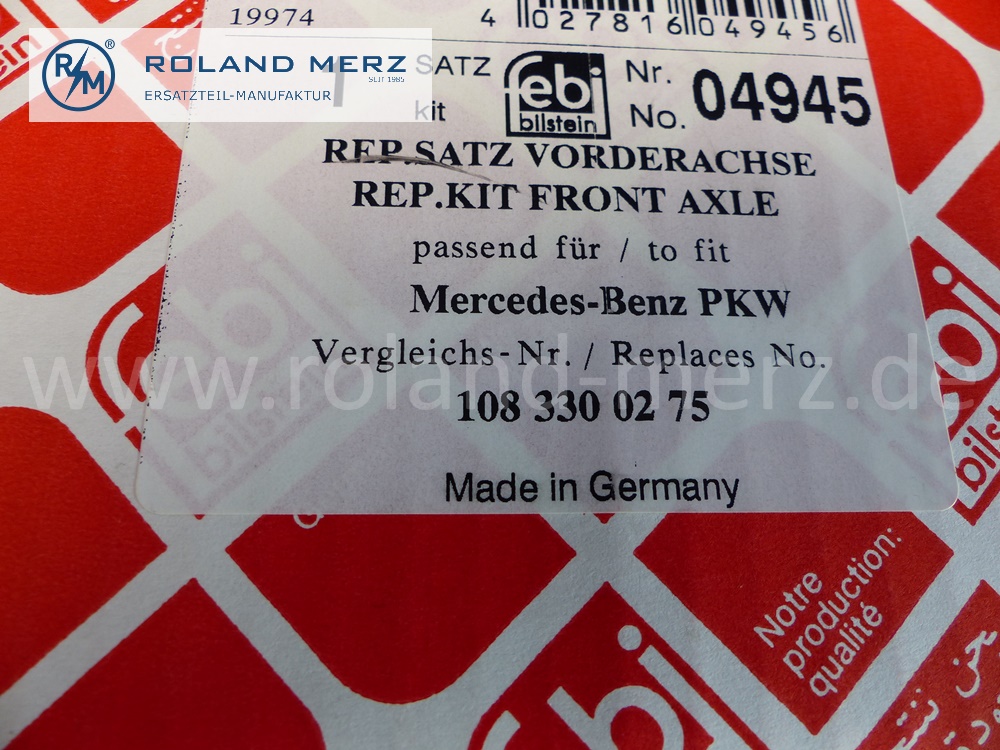 19974
4 027816 049456
ROLAND MERZ
SEIT 1985
ERSATZTEIL-MANUFAKTUR
R/M ®
1 SATZ
kit
febi
bilstein
Nr.
No. 04945
REP.SATZ VORDERACHSE
REP.KIT FRONT AXLE
passend für / to fit
Mercedes-Benz PKW
Vergleichs-Nr. / Replaces No.
www.roland-merz.de
108 330 02 75
Made in Germany
febi
bilstein
Notre
production:
qualité
febi